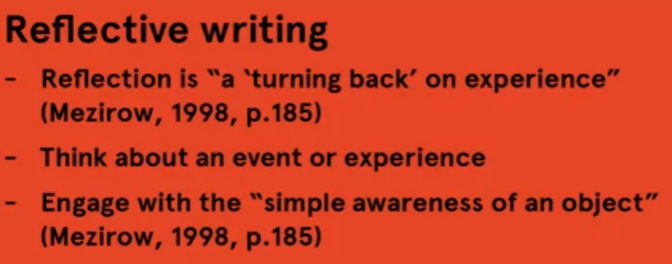 Reflective writing
- Reflection is “a ‘turning back’ on experience”
(Mezirow, 1998, p.185)
- Think about an event or experience
- Engage with the “simple awareness of an object”
(Mezirow, 1998, p.185)